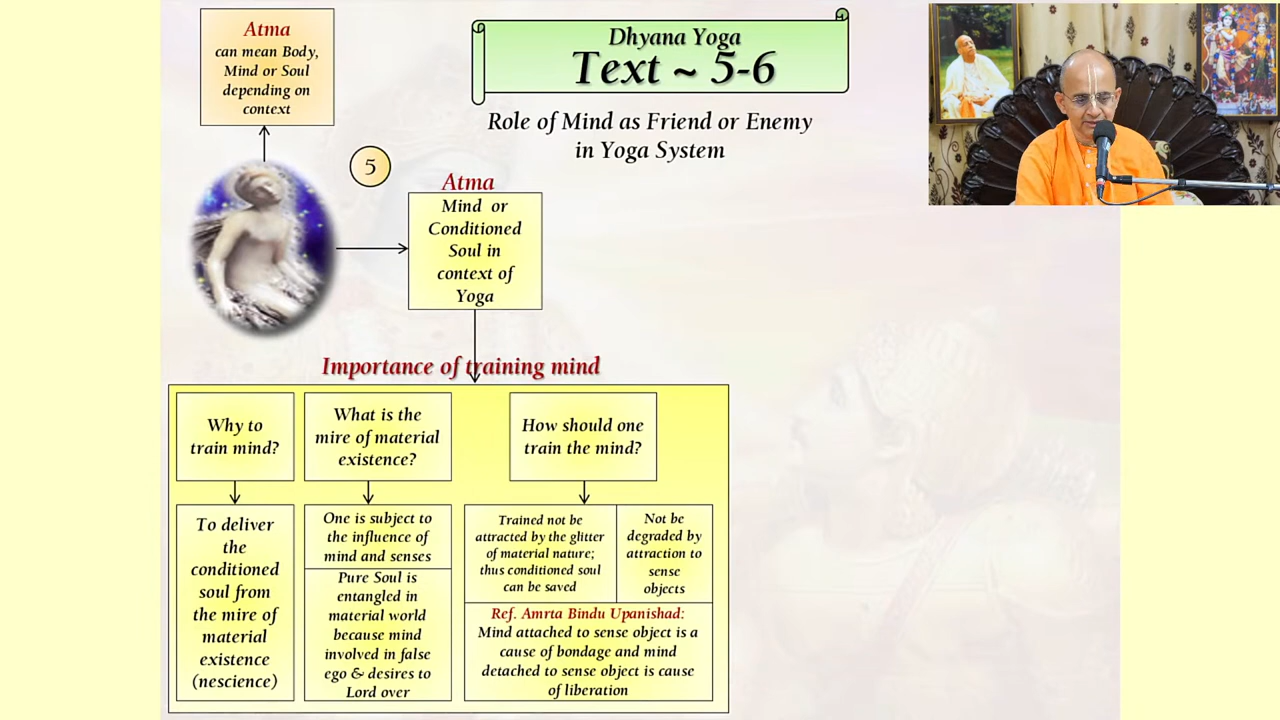 Atma
can mean Body,
Mind or Soul
depending on
context
Dhyana Yoga
Text ~ 5-6
Role of Mind as Friend or Enemy
in Yoga System
5
Atma
Mind or
Conditioned
Soul in
context of
Yoga
Importance of training mind
Why to
train mind?
To deliver
the
conditioned
soul from
the mire of
material
existence
(nescience)
What is the
mire of material
existence?
One is subject to
the influence of
mind and senses
Pure Soul is
entangled in
material world
because mind
involved in false
ego & desires to
Lord over
How should one
train the mind?
Trained not be
attracted by the glitter
of material nature;
thus conditioned soul
can be saved
Not be
degraded by
attraction to
sense
objects
Ref. Amrta Bindu Upanishad:
Mind attached to sense object is a
cause of bondage and mind
detached to sense object is cause
of liberation